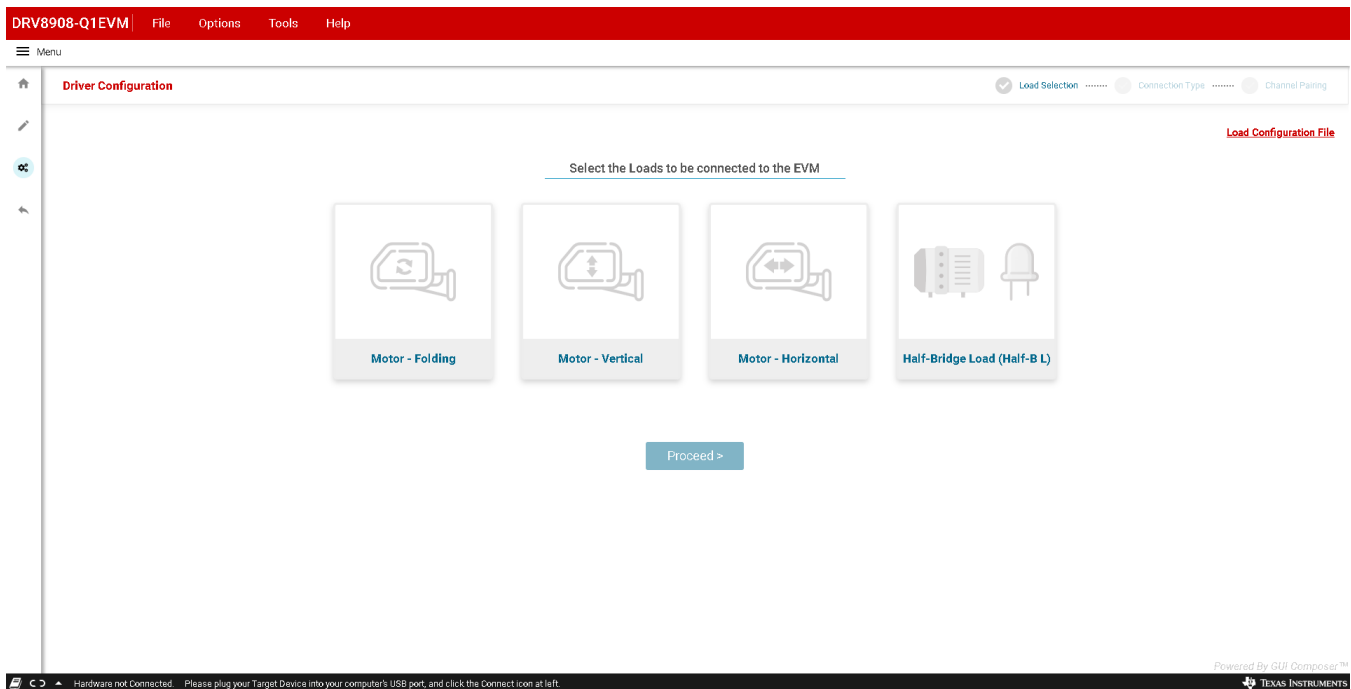 DRV8908-Q1EVM File Options Tools Help
Menu
Driver Configuration Load Selection Connection Type Channel Pairing
Load Configuration File
Select the Loads to be connected to the EVM
Motor - Folding Motor - Vertical Motor - Horizontal Half-Bridge Load (Half-B L)
Proceed >
Powered By GUI Composer™
Hardware not Connected. Please plug your Target Device into your computer's USB port, and click the Connect icon at left. TEXAS INSTRUMENTS